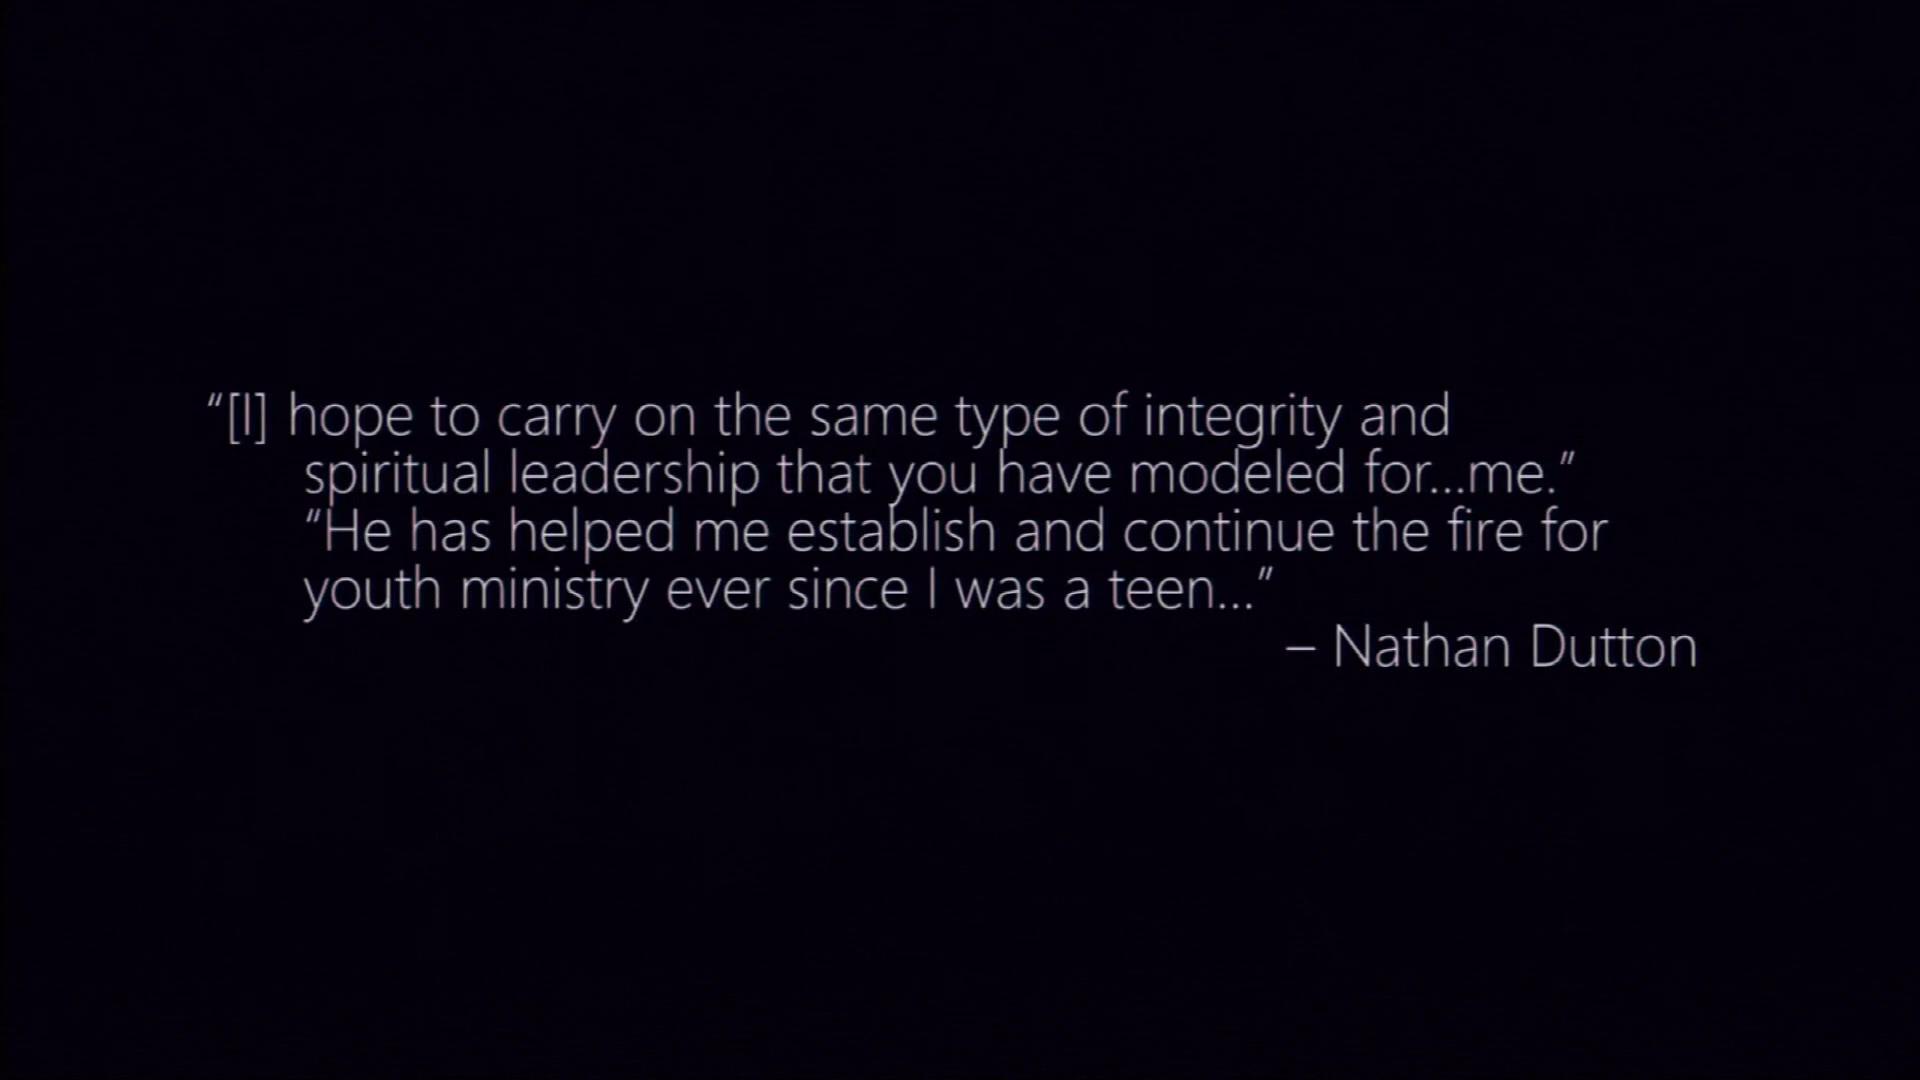 “[I] hope to carry on the same type of integrity and
spiritual leadership that you have modeled for...me.”
“He has helped me establish and continue the fire for
youth ministry ever since I was a teen...”
– Nathan Dutton